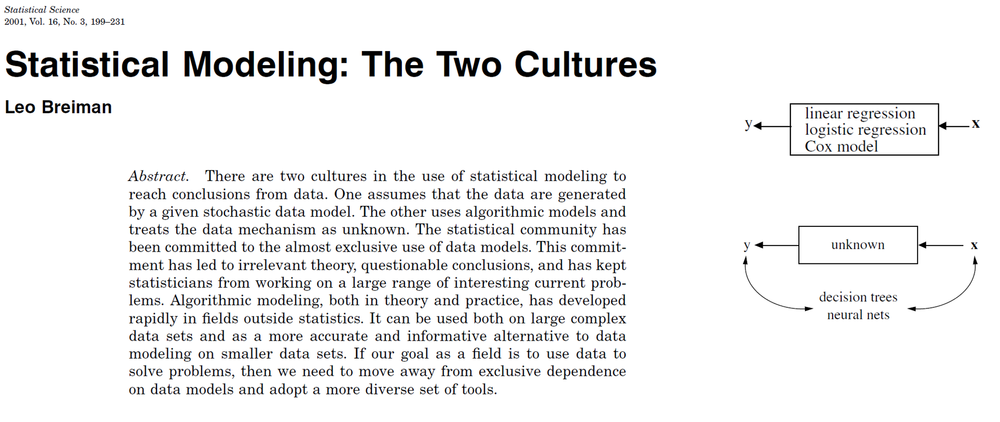 Statistical Science
2001, Vol. 16, No. 3, 199–231
Statistical Modeling: The Two Cultures
Leo Breiman
Abstract. There are two cultures in the use of statistical modeling to
reach conclusions from data. One assumes that the data are generated
by a given stochastic data model. The other uses algorithmic models and
treats the data mechanism as unknown. The statistical community has
been committed to the almost exclusive use of data models. This commit-
ment has led to irrelevant theory, questionable conclusions, and has kept
statisticians from working on a large range of interesting current prob-
lems. Algorithmic modeling, both in theory and practice, has developed
rapidly in fields outside statistics. It can be used both on large complex
data sets and as a more accurate and informative alternative to data
modeling on smaller data sets. If our goal as a field is to use data to
solve problems, then we need to move away from exclusive dependence
on data models and adopt a more diverse set of tools.
linear regression
y logistic regression x
Cox model
y unknown x
decision trees
neural nets